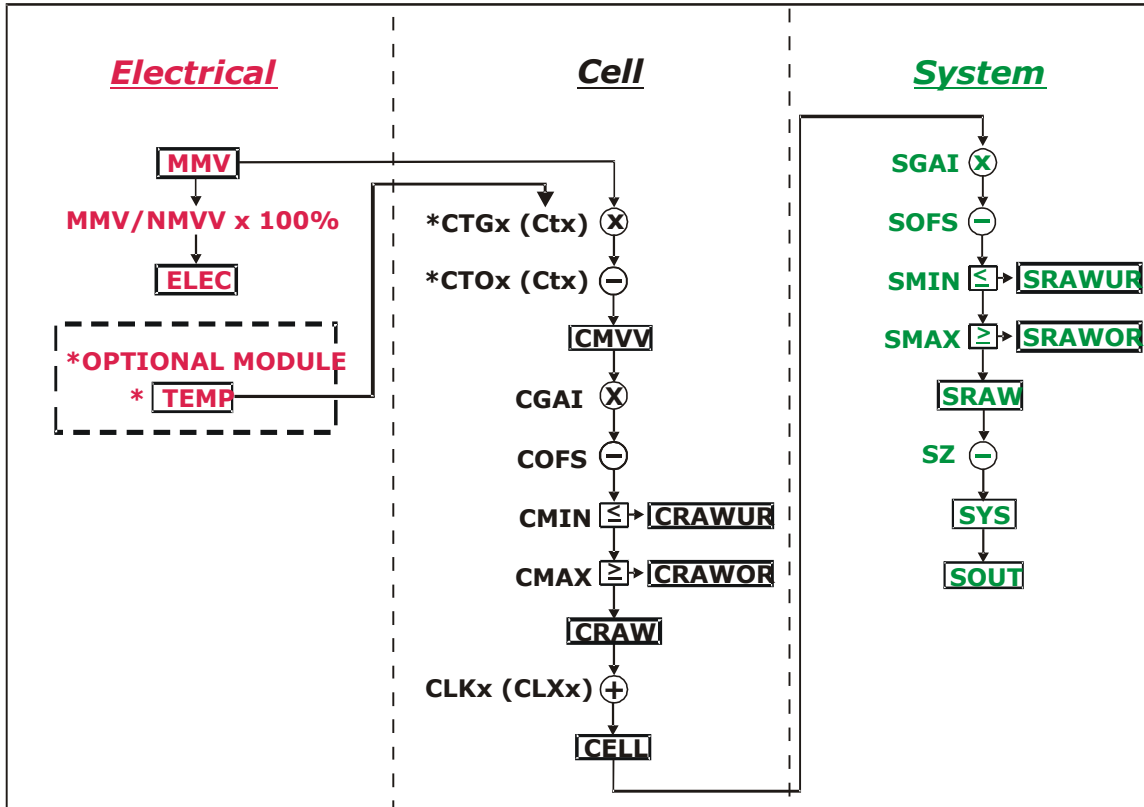 Electrical
MMV
MMV/NMVV x 100%
ELEC
*OPTIONAL MODULE
* TEMP
Cell
*CTGx (Ctx) x
*CTOx (Ctx) −
CMVV
CGAI x
COFS −
CMIN ≤ CRAWUR
CMAX ≥ CRAWOR
CRAW
CLKx (CLXx) +
CELL
System
SGAI x
SOFS −
SMIN ≤ SRAWUR
SMAX ≥ SRAWOR
SRAW
SZ −
SYS
SOUT